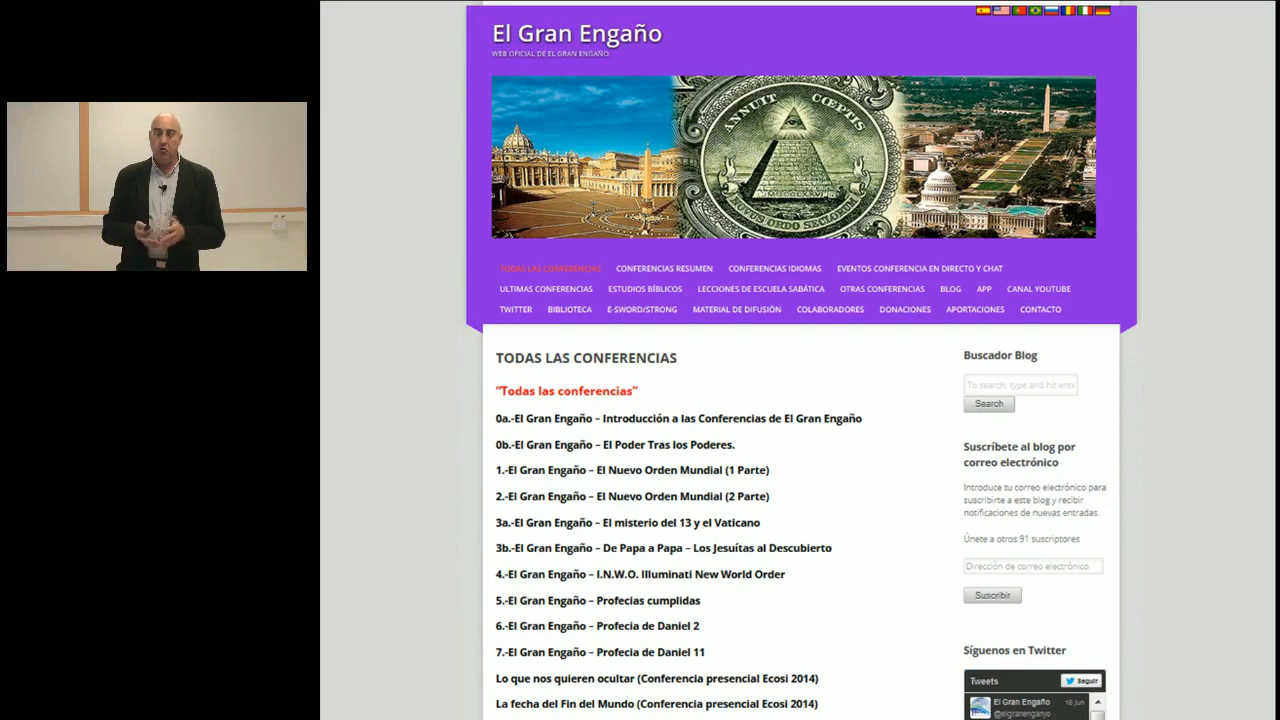 El Gran Engaño
WEB OFICIAL DE EL GRAN ENGAÑO
ANNUIT CŒPTIS
NOVUS ORDO SECLORUM
TODAS LAS CONFERENCIAS CONFERENCIAS RESUMEN CONFERENCIAS IDIOMAS EVENTOS CONFERENCIA EN DIRECTO Y CHAT
ULTIMAS CONFERENCIAS ESTUDIOS BÍBLICOS LECCIONES DE ESCUELA SABÁTICA OTRAS CONFERENCIAS BLOG APP CANAL YOUTUBE
TWITTER BIBLIOTECA E-SWORD/STRONG MATERIAL DE DIFUSIÓN COLABORADORES DONACIONES APORTACIONES CONTACTO
TODAS LAS CONFERENCIAS
“Todas las conferencias”
0a.-El Gran Engaño – Introducción a las Conferencias de El Gran Engaño
0b.-El Gran Engaño – El Poder Tras los Poderes.
1.-El Gran Engaño – El Nuevo Orden Mundial (1 Parte)
2.-El Gran Engaño – El Nuevo Orden Mundial (2 Parte)
3a.-El Gran Engaño – El misterio del 13 y el Vaticano
3b.-El Gran Engaño – De Papa a Papa – Los Jesuítas al Descubierto
4.-El Gran Engaño – I.N.W.O. Illuminati New World Order
5.-El Gran Engaño – Profecias cumplidas
6.-El Gran Engaño – Profecia de Daniel 2
7.-El Gran Engaño – Profecia de Daniel 11
Lo que nos quieren ocultar (Conferencia presencial Ecosi 2014)
La fecha del Fin del Mundo (Conferencia presencial Ecosi 2014)
Buscador Blog
To search, type and hit ente
Search
Suscríbete al blog por
correo electrónico
Introduce tu correo electrónico para
suscribirte a este blog y recibir
notificaciones de nuevas entradas.
Únete a otros 91 suscriptores
Dirección de correo electrónico
Suscribir
Síguenos en Twitter
Tweets Seguir
El Gran Engaño 16 Jun
@elgranenganyo